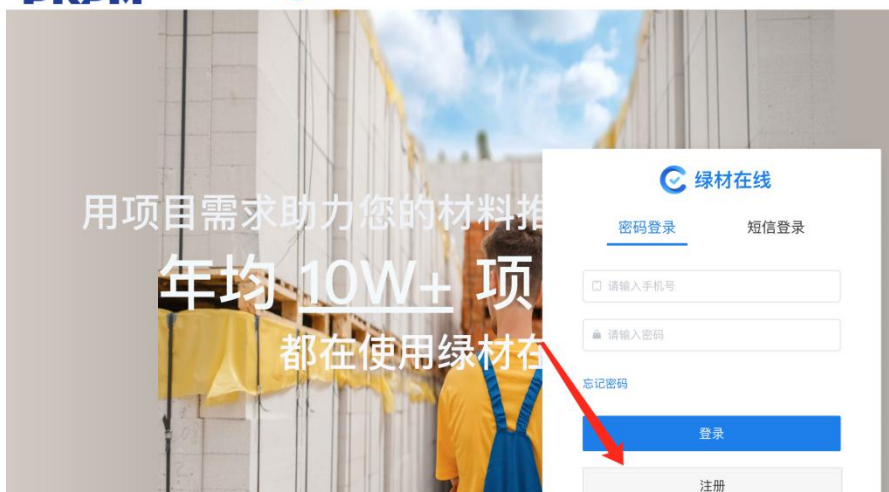 用项目需求助力您的材料推
年均 10W+ 项
都在使用绿材在
绿材在线
密码登录 短信登录
请输入手机号
请输入密码
忘记密码
登录
注册